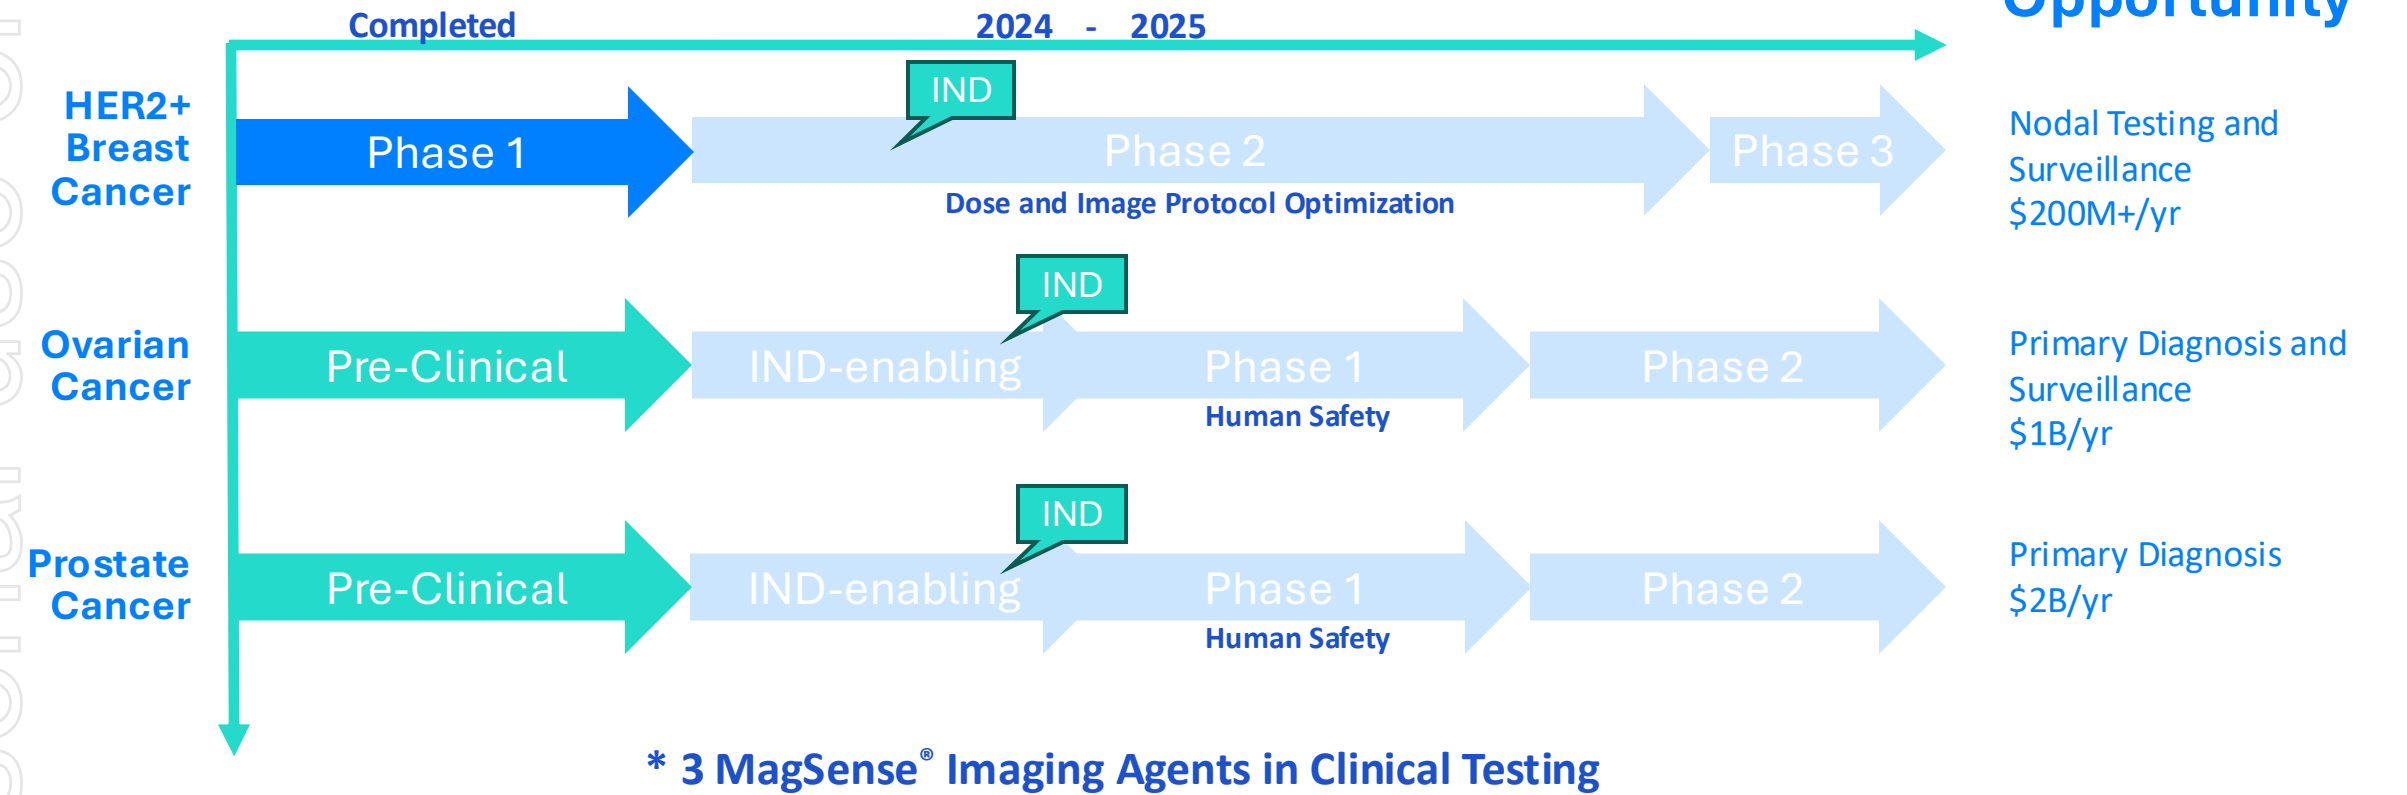 Opportunity
Completed
2024 - 2025
HER2+
Breast
Cancer
Phase 1
IND
Phase 2
Phase 3
Dose and Image Protocol Optimization
Nodal Testing and
Surveillance
$200M+/yr
Ovarian
Cancer
Pre-Clinical
IND-enabling
IND
Phase 1
Phase 2
Human Safety
Primary Diagnosis and
Surveillance
$1B/yr
Prostate
Cancer
Pre-Clinical
IND-enabling
IND
Phase 1
Phase 2
Human Safety
Primary Diagnosis
$2B/yr
* 3 MagSense® Imaging Agents in Clinical Testing